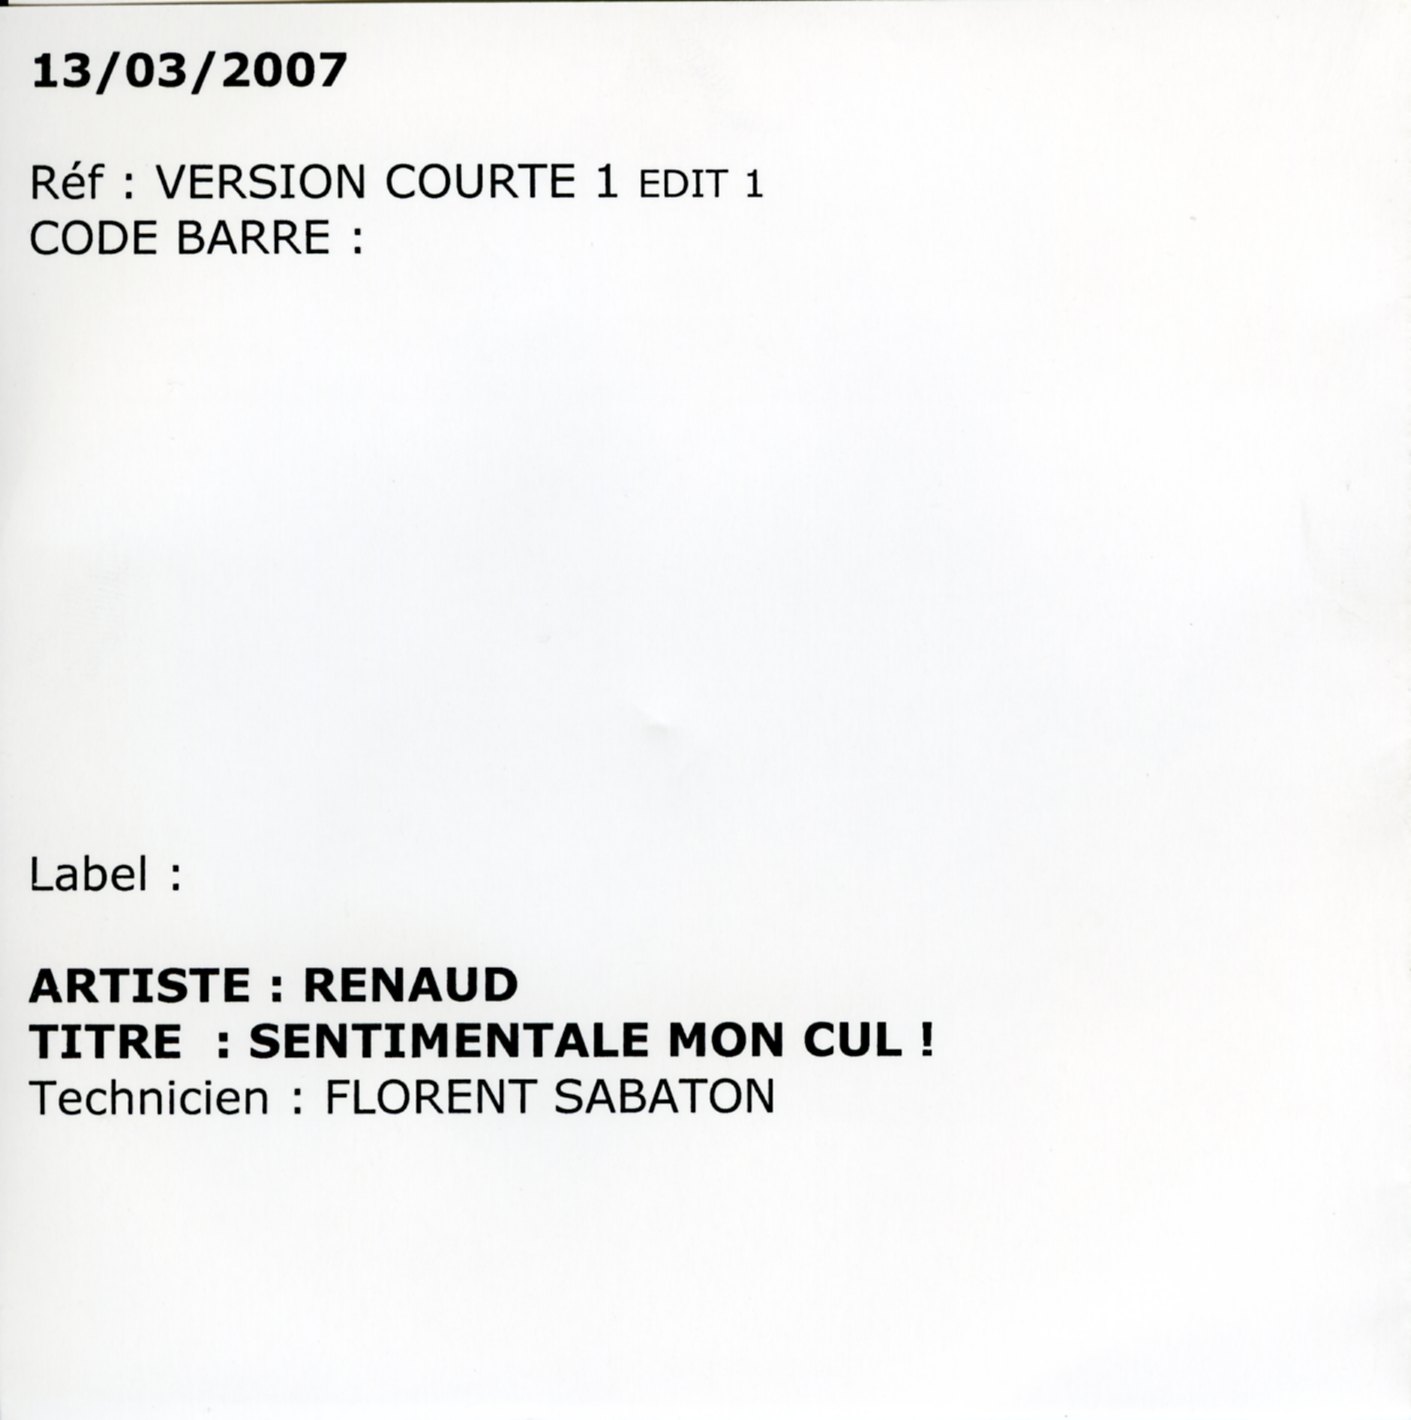 13/03/2007
Réf : VERSION COURTE 1 EDIT 1
CODE BARRE :
Label :
ARTISTE : RENAUD
TITRE  : SENTIMENTALE MON CUL !
Technicien : FLORENT SABATON